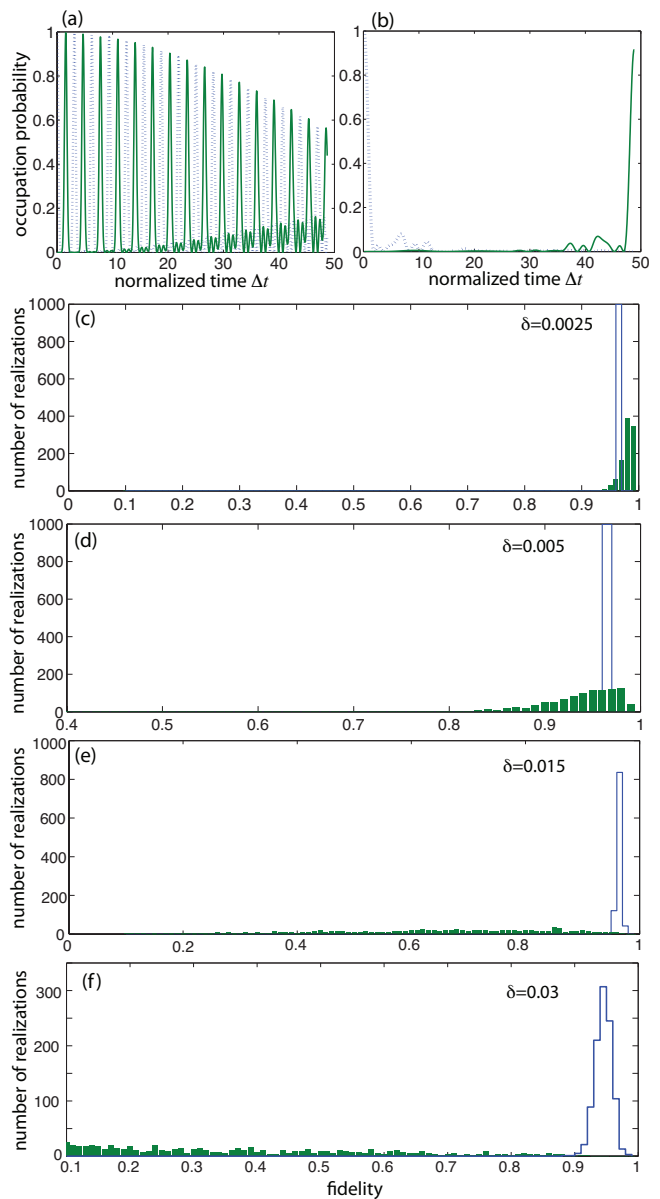 (a)
(b)
1
0.8
0.6
0.4
0.2
0
occupation probability
0 10 20 30 40 50
normalized time Δt
1
0.8
0.6
0.4
0.2
0
0 10 20 30 40 50
normalized time Δt
(c)
δ=0.0025
1000
800
600
400
200
0
number of realizations
0 0.1 0.2 0.3 0.4 0.5 0.6 0.7 0.8 0.9 1
(d)
δ=0.005
1000
800
600
400
200
0
number of realizations
0.4 0.5 0.6 0.7 0.8 0.9 1
(e)
δ=0.015
1000
800
600
400
200
0
number of realizations
0 0.2 0.4 0.6 0.8 1
(f)
δ=0.03
300
200
100
0
number of realizations
0.1 0.2 0.3 0.4 0.5 0.6 0.7 0.8 0.9 1
fidelity